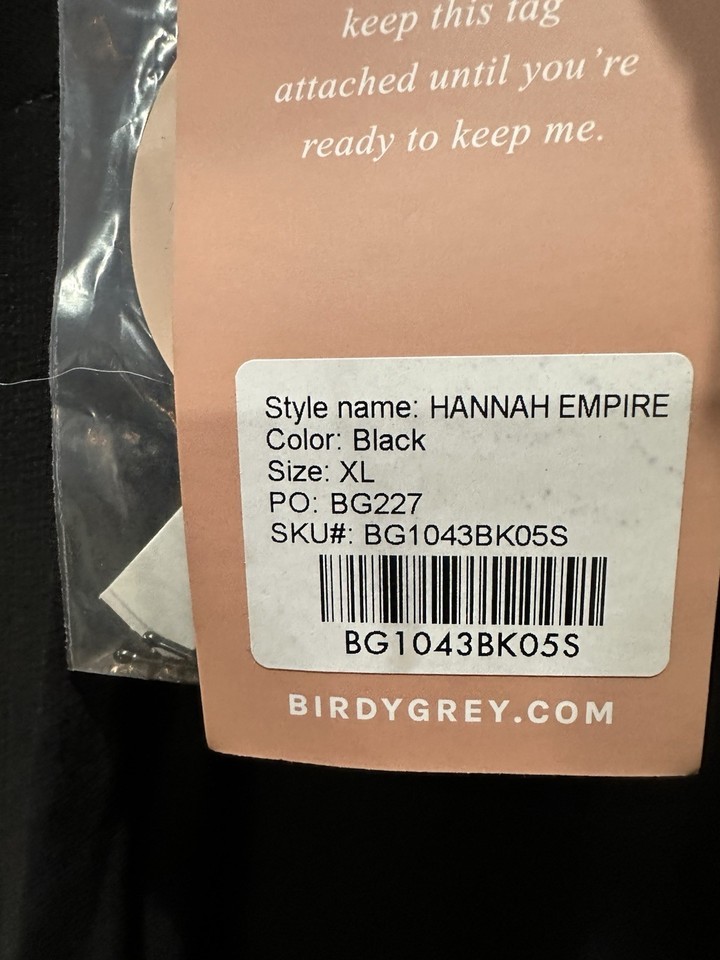 keep this tag
attached until you're
ready to keep me.
Style name: HANNAH EMPIRE
Color: Black
Size: XL
PO: BG227
SKU#: BG1043BK05S
BG1043BK05S
BIRDYGREY.COM